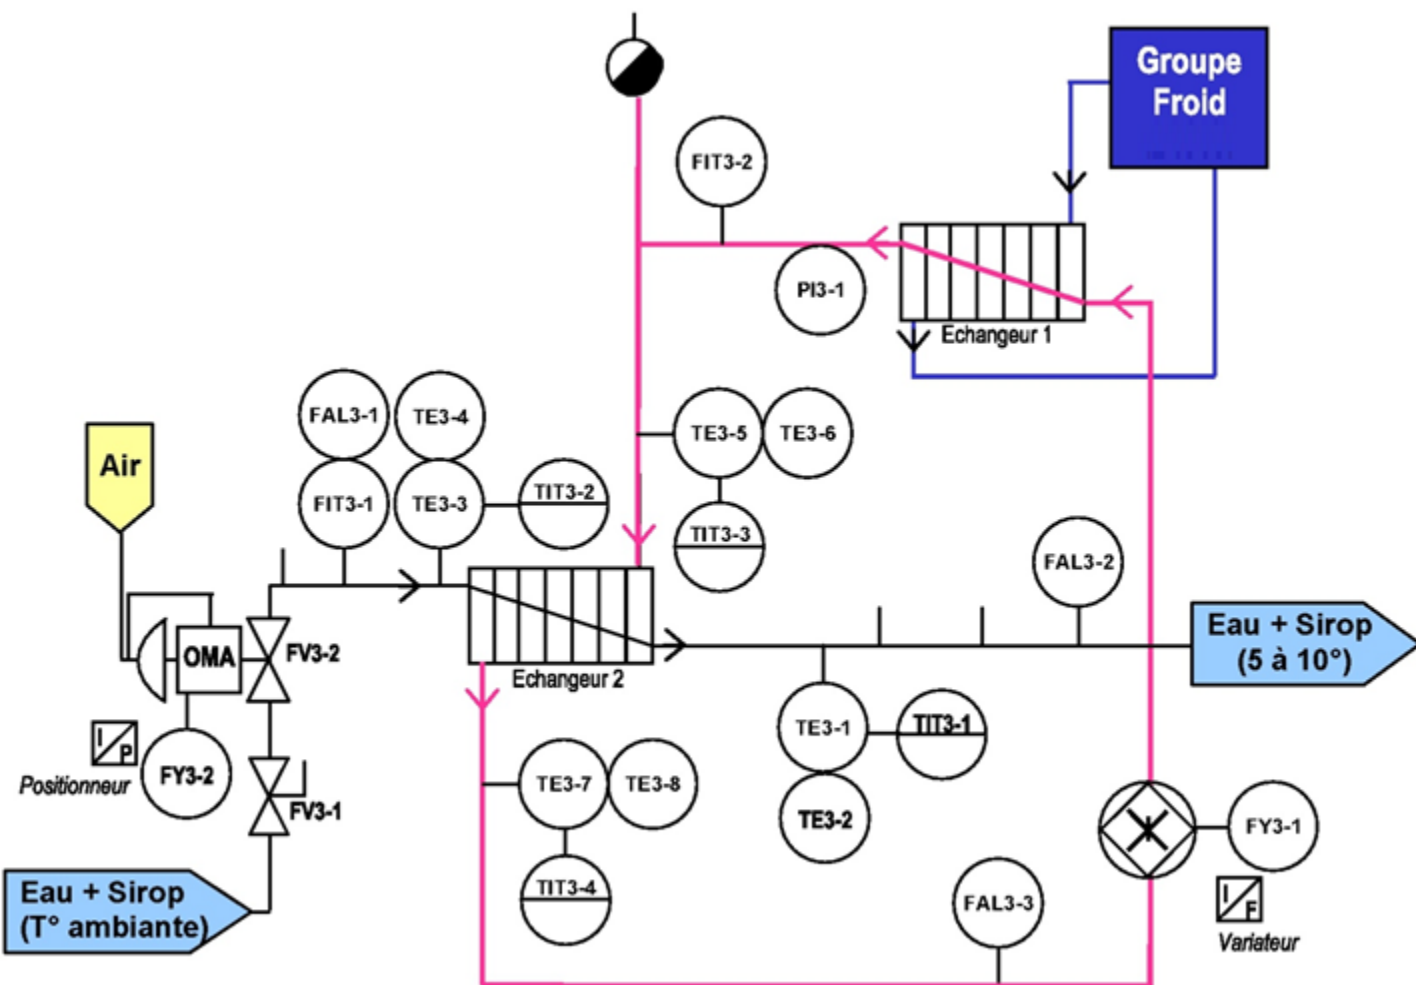 Groupe
Froid
FIT3-2
PI3-1
Echangeur 1
FAL3-1
TE3-4
TE3-5
TE3-6
Air
FIT3-1
TE3-3
TIT3-2
TIT3-3
FAL3-2
OMA
FV3-2
Echangeur 2
Eau + Sirop
(5 à 10°)
TE3-1
TIT3-1
I
P
Positionneur
FY3-2
FV3-1
TE3-7
TE3-8
TE3-2
FY3-1
Eau + Sirop
(T° ambiante)
TIT3-4
FAL3-3
I
F
Variateur